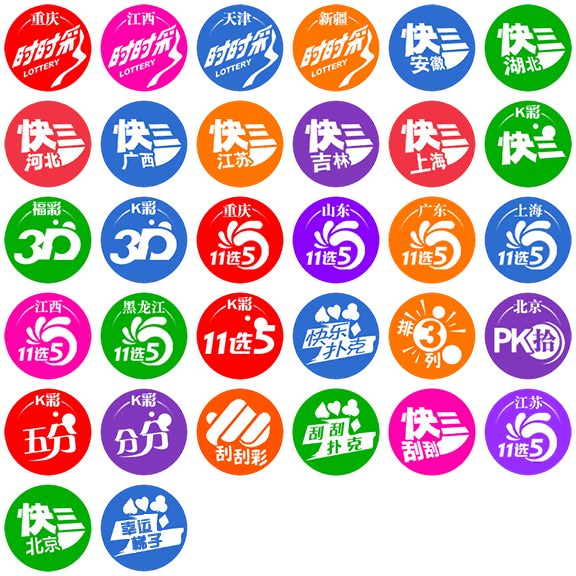 重庆
时时彩
LOTTERY
江西
时时彩
LOTTERY
天津
时时彩
LOTTERY
新疆
时时彩
LOTTERY
快三
安徽
快三
湖北
快三
河北
快三
广西
快三
江苏
快三
吉林
快三
上海
K彩
快三
福彩
3D
K彩
3D
重庆
11选5
山东
11选5
广东
11选5
上海
11选5
江西
11选5
黑龙江
11选5
K彩
11选5
快乐
扑克
排
3
列
北京
PK拾
K彩
五分
K彩
分分
刮刮彩
刮刮
扑克
快三
刮刮
江苏
11选5
快三
北京
幸运
梯子